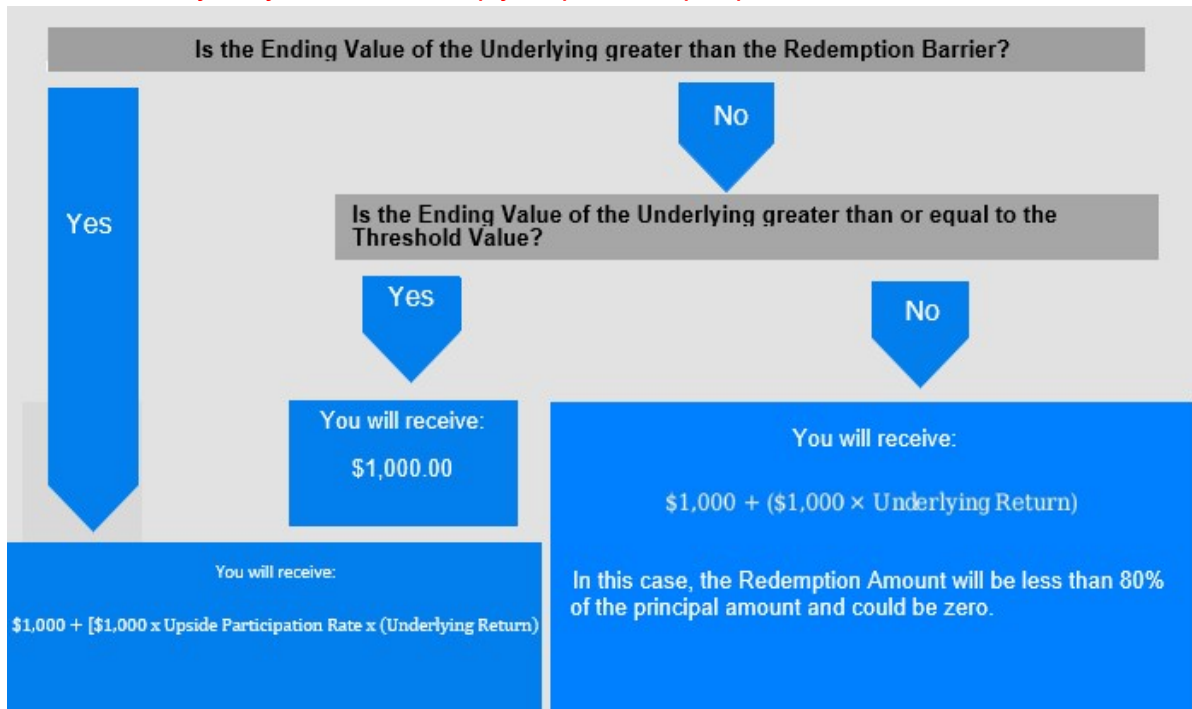 Is the Ending Value of the Underlying greater than the Redemption Barrier?
No
Yes
Is the Ending Value of the Underlying greater than or equal to the
Threshold Value?
Yes
No
You will receive:
$1,000.00
You will receive:
$1,000 + ($1,000 × Underlying Return)
In this case, the Redemption Amount will be less than 80%
of the principal amount and could be zero.
You will receive:
$1,000 + [$1,000 x Upside Participation Rate x (Underlying Return)